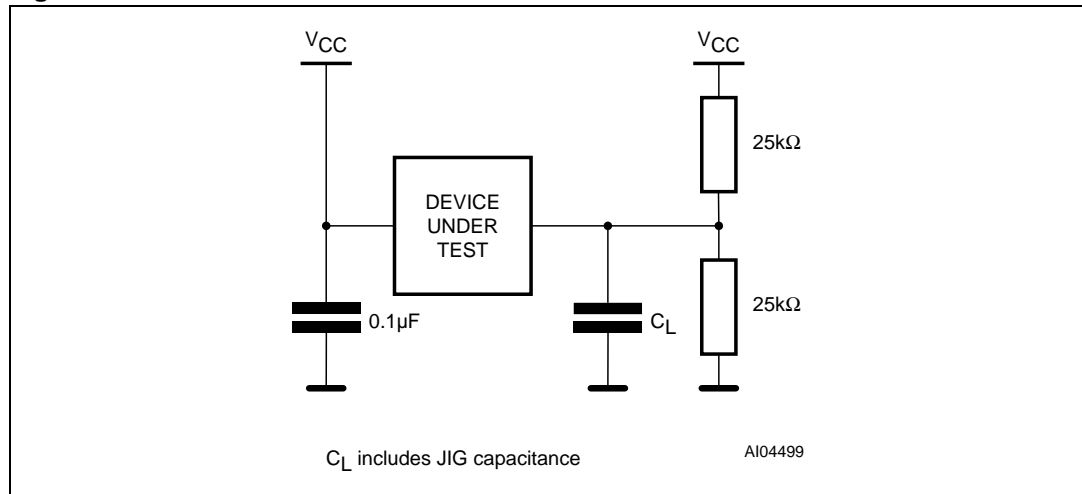 VCC
VCC
25kΩ
DEVICE
UNDER
TEST
0.1µF
CL
25kΩ
CL includes JIG capacitance
AI04499